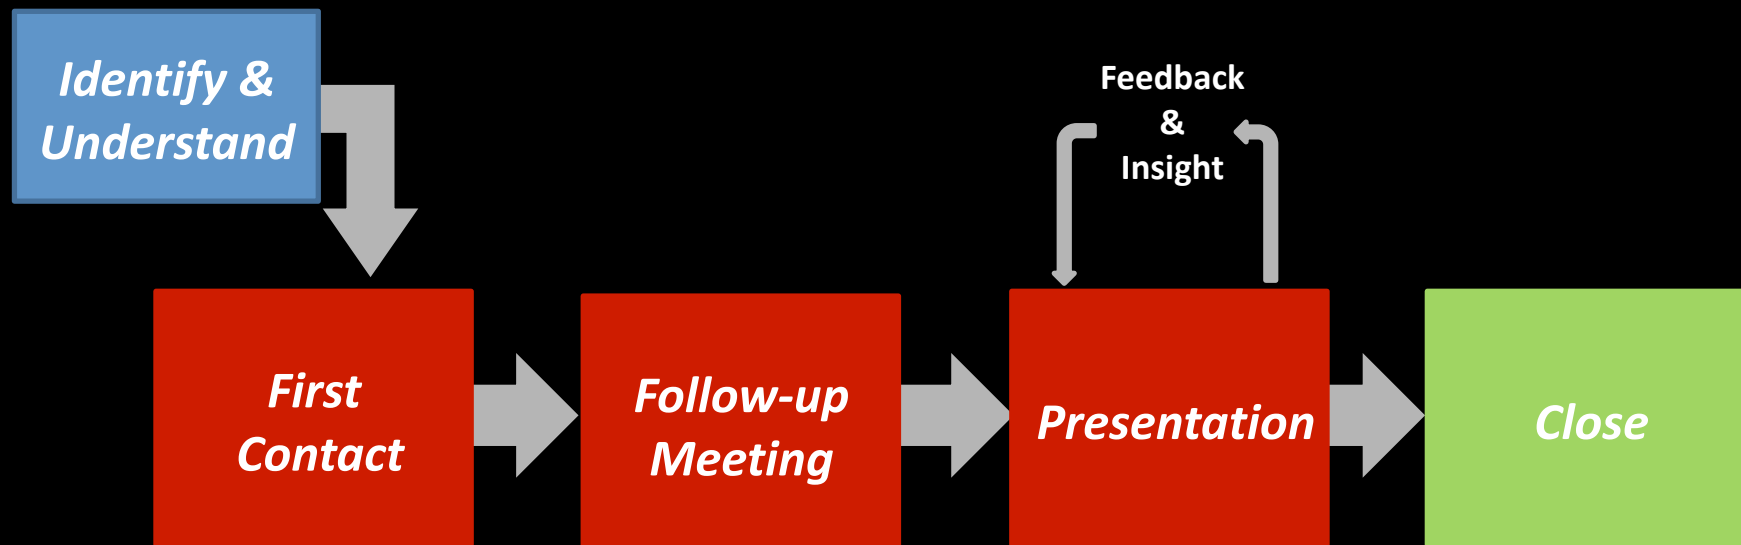 Identify &
Understand
Feedback
&
Insight
First
Contact
Follow-up
Meeting
Presentation
Close